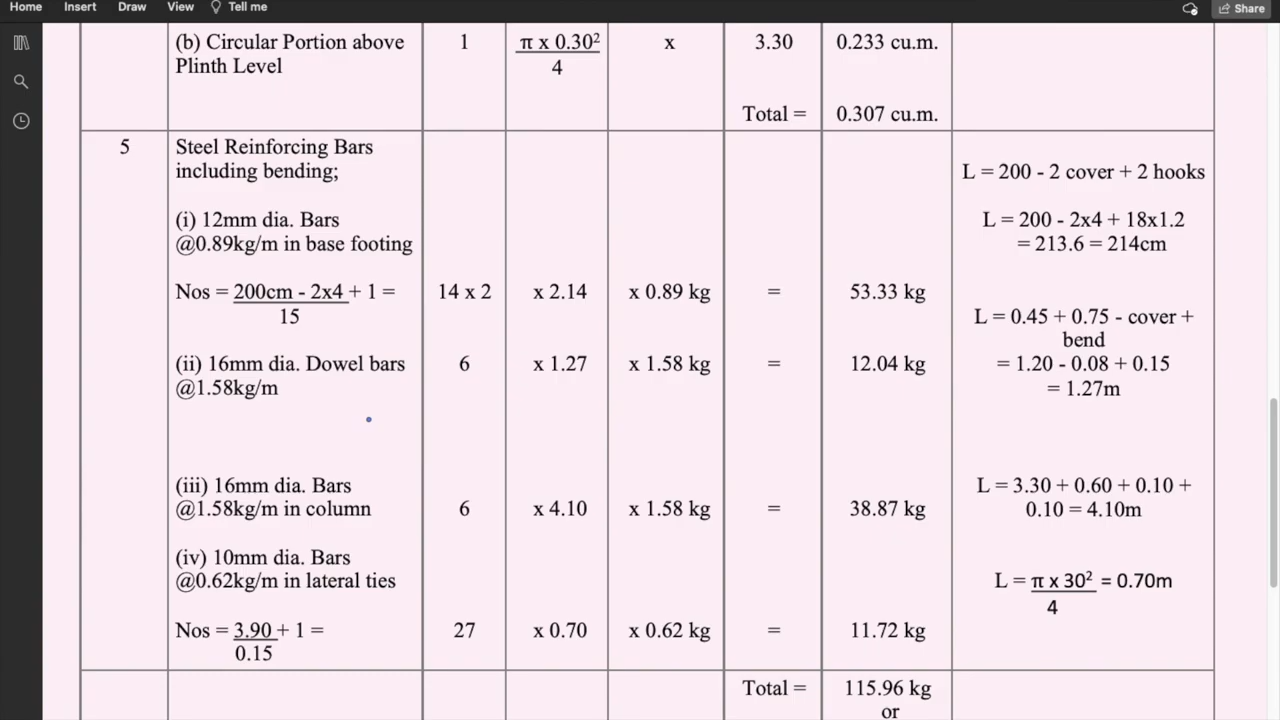 Home Insert Draw View Tell me Share
(b) Circular Portion above 1 π x 0.30² x 3.30 0.233 cu.m.
Plinth Level 4
Total = 0.307 cu.m.
5 Steel Reinforcing Bars
including bending; L = 200 - 2 cover + 2 hooks
(i) 12mm dia. Bars L = 200 - 2x4 + 18x1.2
@0.89kg/m in base footing = 213.6 = 214cm
Nos = 200cm - 2x4 + 1 = 14 x 2 x 2.14 x 0.89 kg = 53.33 kg
15 L = 0.45 + 0.75 - cover +
bend
(ii) 16mm dia. Dowel bars 6 x 1.27 x 1.58 kg = 12.04 kg = 1.20 - 0.08 + 0.15
@1.58kg/m = 1.27m
(iii) 16mm dia. Bars L = 3.30 + 0.60 + 0.10 +
@1.58kg/m in column 6 x 4.10 x 1.58 kg = 38.87 kg 0.10 = 4.10m
(iv) 10mm dia. Bars
@0.62kg/m in lateral ties L = π x 30² = 0.70m
4
Nos = 3.90 + 1 = 27 x 0.70 x 0.62 kg = 11.72 kg
0.15
Total = 115.96 kg
or